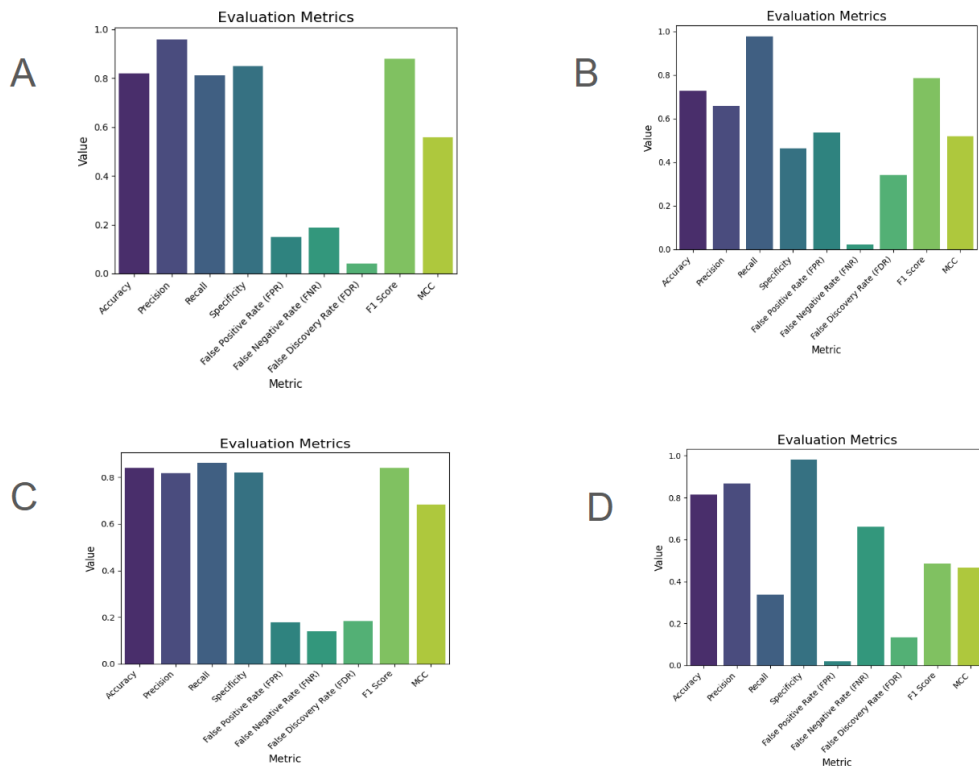 A
Evaluation Metrics
Value
1.0
0.8
0.6
0.4
0.2
0.0
Accuracy
Precision
Recall
Specificity
False Positive Rate (FPR)
False Negative Rate (FNR)
False Discovery Rate (FDR)
F1 Score
MCC
Metric
B
Evaluation Metrics
Value
1.0
0.8
0.6
0.4
0.2
0.0
Accuracy
Precision
Recall
Specificity
False Positive Rate (FPR)
False Negative Rate (FNR)
False Discovery Rate (FDR)
F1 Score
MCC
Metric
C
Evaluation Metrics
Value
0.8
0.6
0.4
0.2
0.0
Accuracy
Precision
Recall
Specificity
False Positive Rate (FPR)
False Negative Rate (FNR)
False Discovery Rate (FDR)
F1 Score
MCC
Metric
D
Evaluation Metrics
Value
1.0
0.8
0.6
0.4
0.2
0.0
Accuracy
Precision
Recall
Specificity
False Positive Rate (FPR)
False Negative Rate (FNR)
False Discovery Rate (FDR)
F1 Score
MCC
Metric